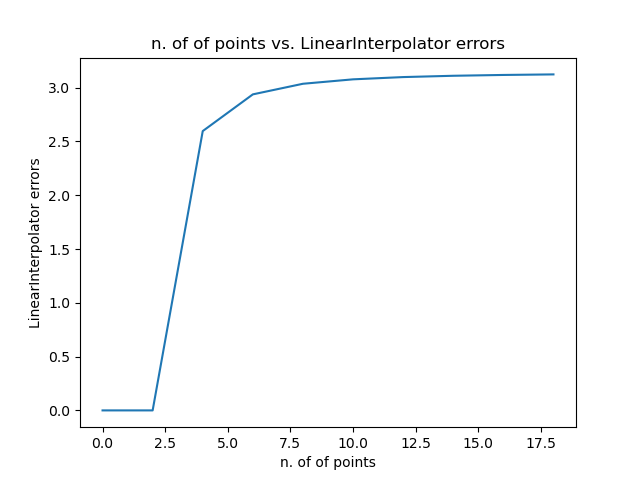 n. of of points vs. LinearInterpolator errors
LinearInterpolator errors
3.0
2.5
2.0
1.5
1.0
0.5
0.0
0.0 2.5 5.0 7.5 10.0 12.5 15.0 17.5
n. of of points